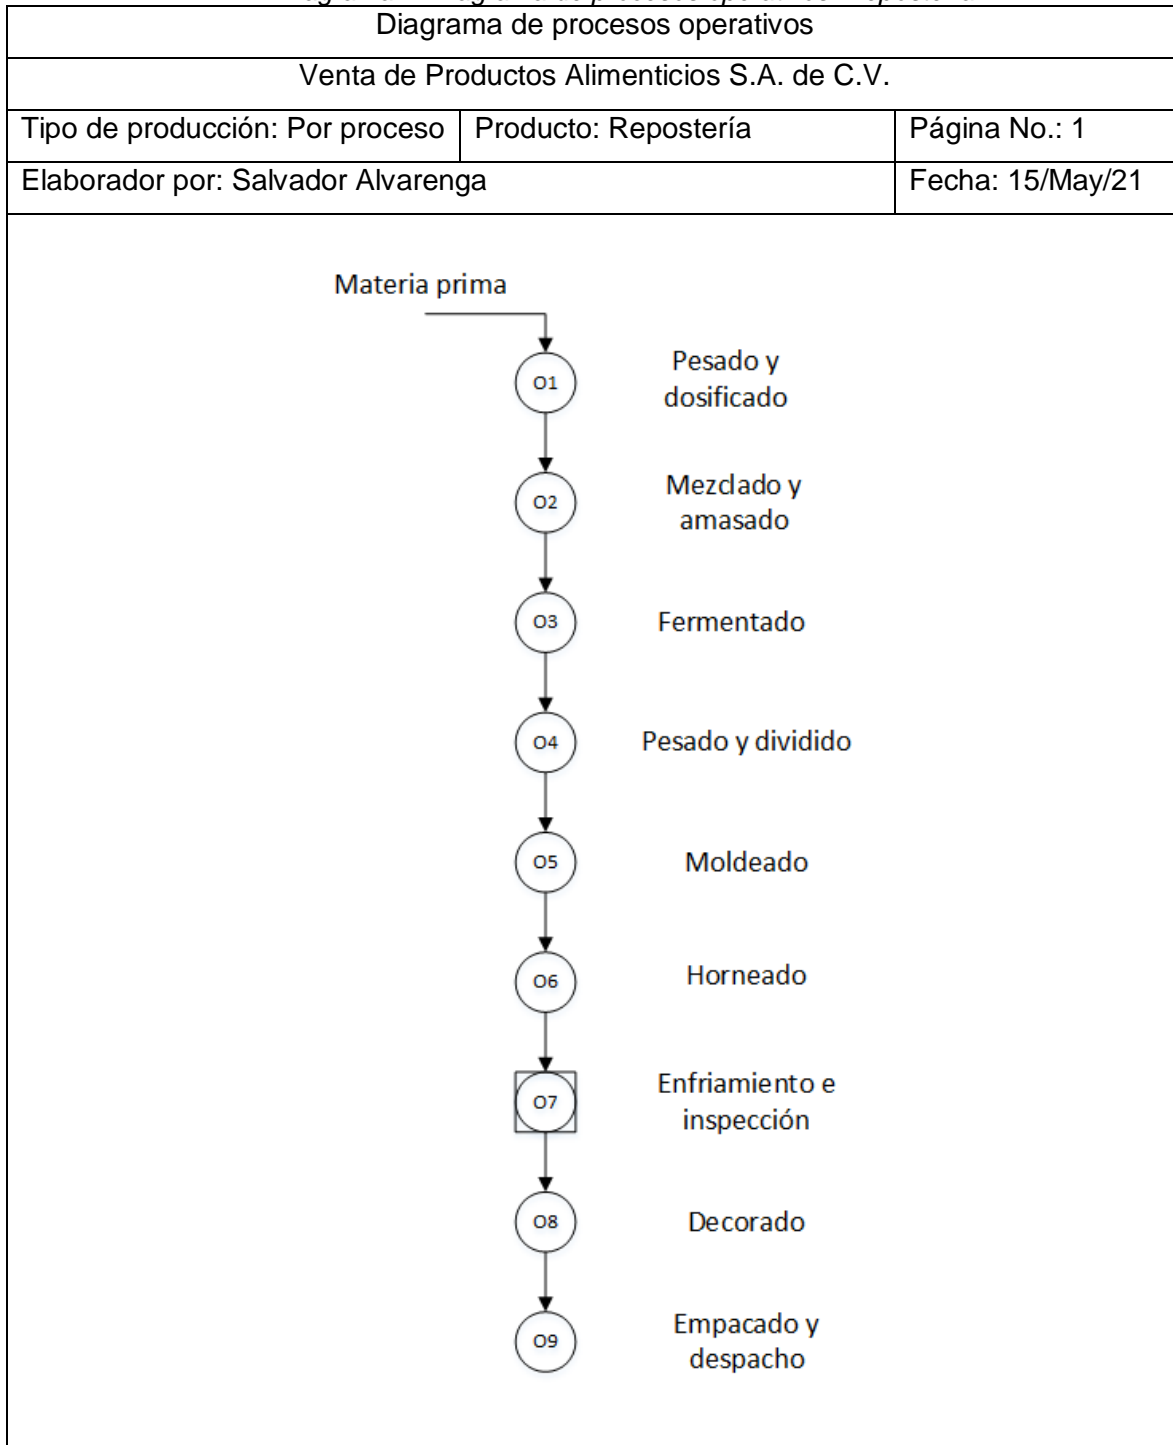 Diagrama de procesos operativos
Venta de Productos Alimenticios S.A. de C.V.
Tipo de producción: Por proceso
Producto: Repostería
Página No.: 1
Elaborador por: Salvador Alvarenga
Fecha: 15/May/21
Materia prima
O1
Pesado y
dosificado
O2
Mezclado y
amasado
O3
Fermentado
O4
Pesado y dividido
O5
Moldeado
O6
Horneado
O7
Enfriamiento e
inspección
O8
Decorado
O9
Empacado y
despacho